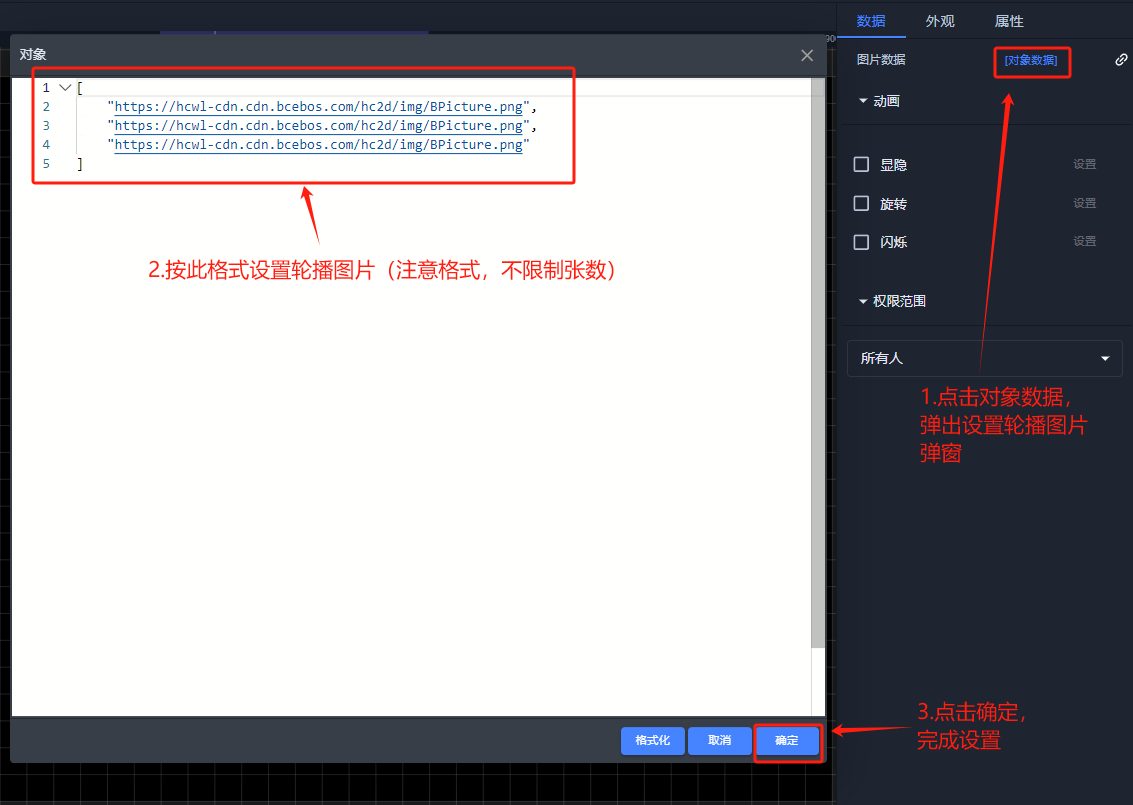 数据 外观 属性
900
对象
图片数据 [对象数据]
动画
1 [
2 "https://hcwl-cdn.cdn.bcebos.com/hc2d/img/BPicture.png",
3 "https://hcwl-cdn.cdn.bcebos.com/hc2d/img/BPicture.png",
4 "https://hcwl-cdn.cdn.bcebos.com/hc2d/img/BPicture.png"
5 ]
2.按此格式设置轮播图片（注意格式，不限制张数）
显隐 设置
旋转 设置
闪烁 设置
权限范围
所有人
1.点击对象数据，
弹出设置轮播图片
弹窗
格式化 取消 确定
3.点击确定，
完成设置